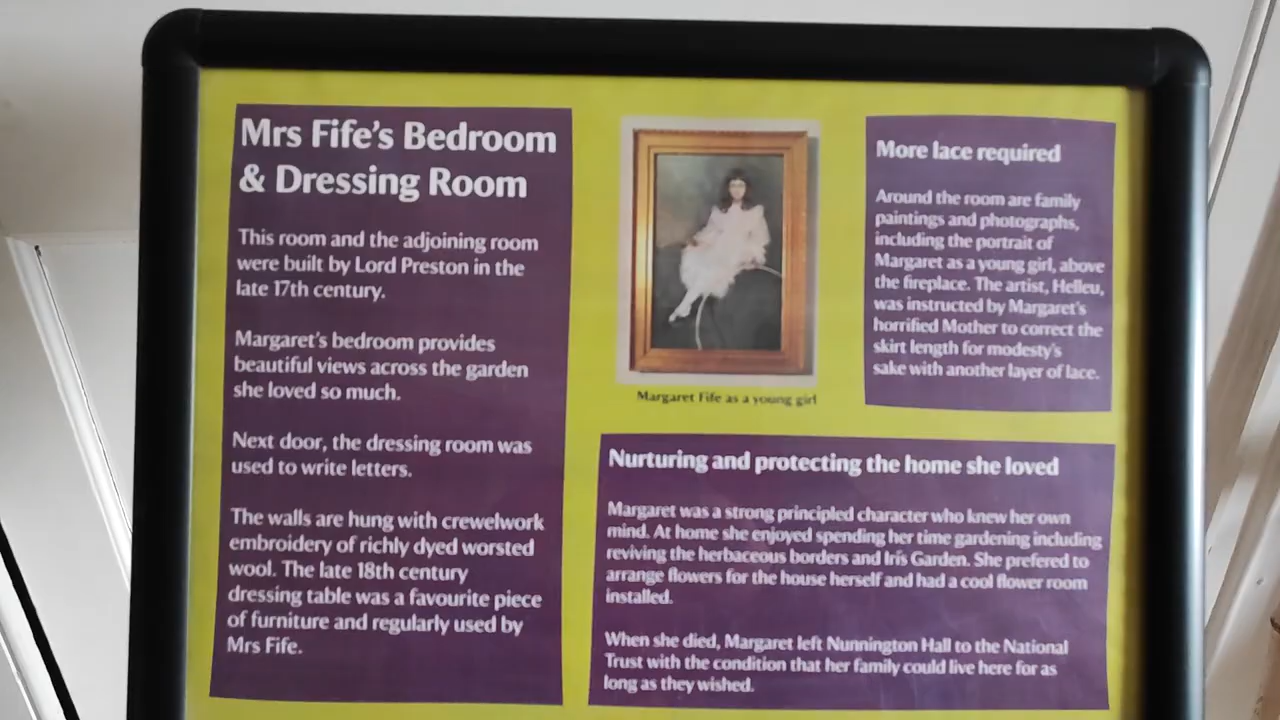 Mrs Fife's Bedroom
& Dressing Room
This room and the adjoining room
were built by Lord Preston in the
late 17th century.
Margaret's bedroom provides
beautiful views across the garden
she loved so much.
Next door, the dressing room was
used to write letters.
The walls are hung with crewelwork
embroidery of richly dyed worsted
wool. The late 18th century
dressing table was a favourite piece
of furniture and regularly used by
Mrs Fife.
Margaret Fife as a young girl
More lace required
Around the room are family
paintings and photographs,
including the portrait of
Margaret as a young girl, above
the fireplace. The artist, Helleu,
was instructed by Margaret's
horrified Mother to correct the
skirt length for modesty's
sake with another layer of lace.
Nurturing and protecting the home she loved
Margaret was a strong principled character who knew her own
mind. At home she enjoyed spending her time gardening including
reviving the herbaceous borders and Iris Garden. She prefered to
arrange flowers for the house herself and had a cool flower room
installed.
When she died, Margaret left Nunnington Hall to the National
Trust with the condition that her family could live here for as
long as they wished.